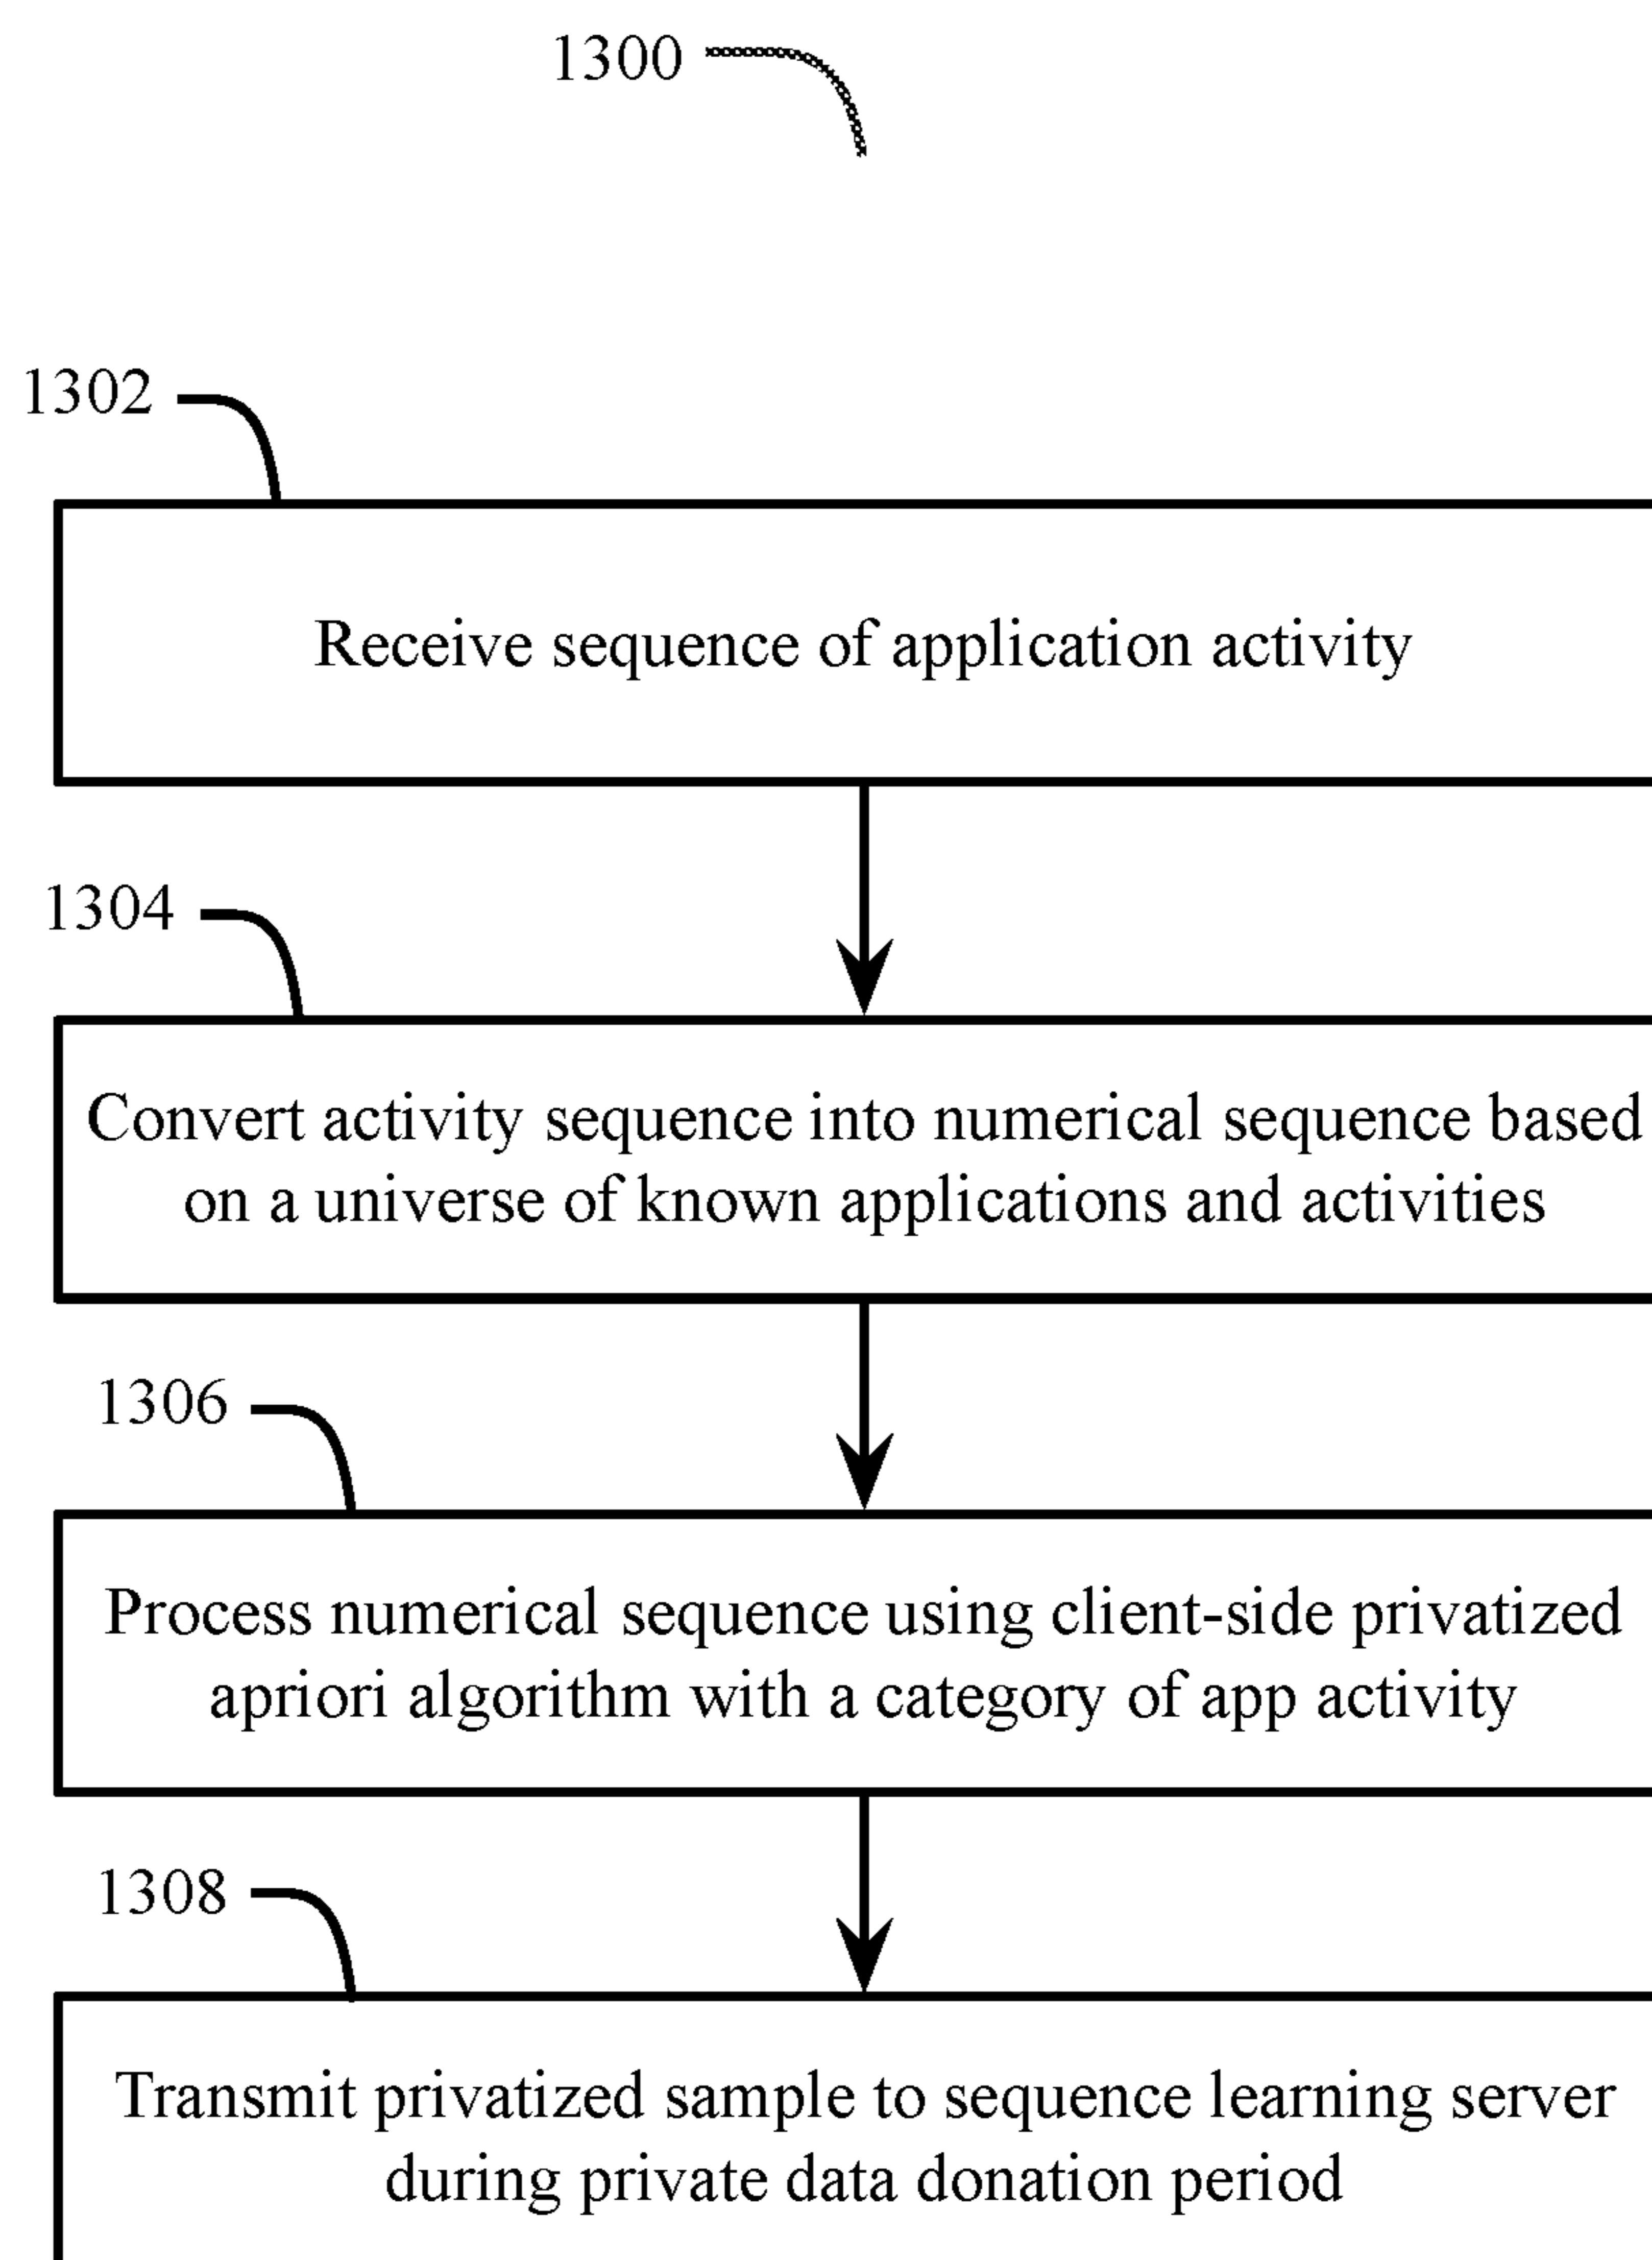 1300
1302
Receive sequence of application activity
1304
Convert activity sequence into numerical sequence based
on a universe of known applications and activities
1306
Process numerical sequence using client-side privatized
apriori algorithm with a category of app activity
1308
Transmit privatized sample to sequence learning server
during private data donation period